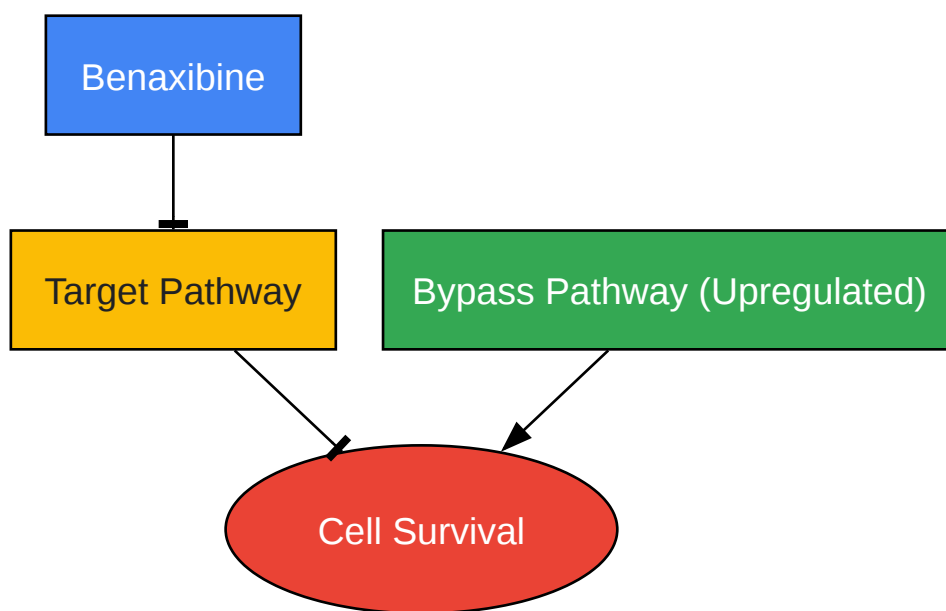 Benaxibine
Target Pathway
Bypass Pathway (Upregulated)
Cell Survival